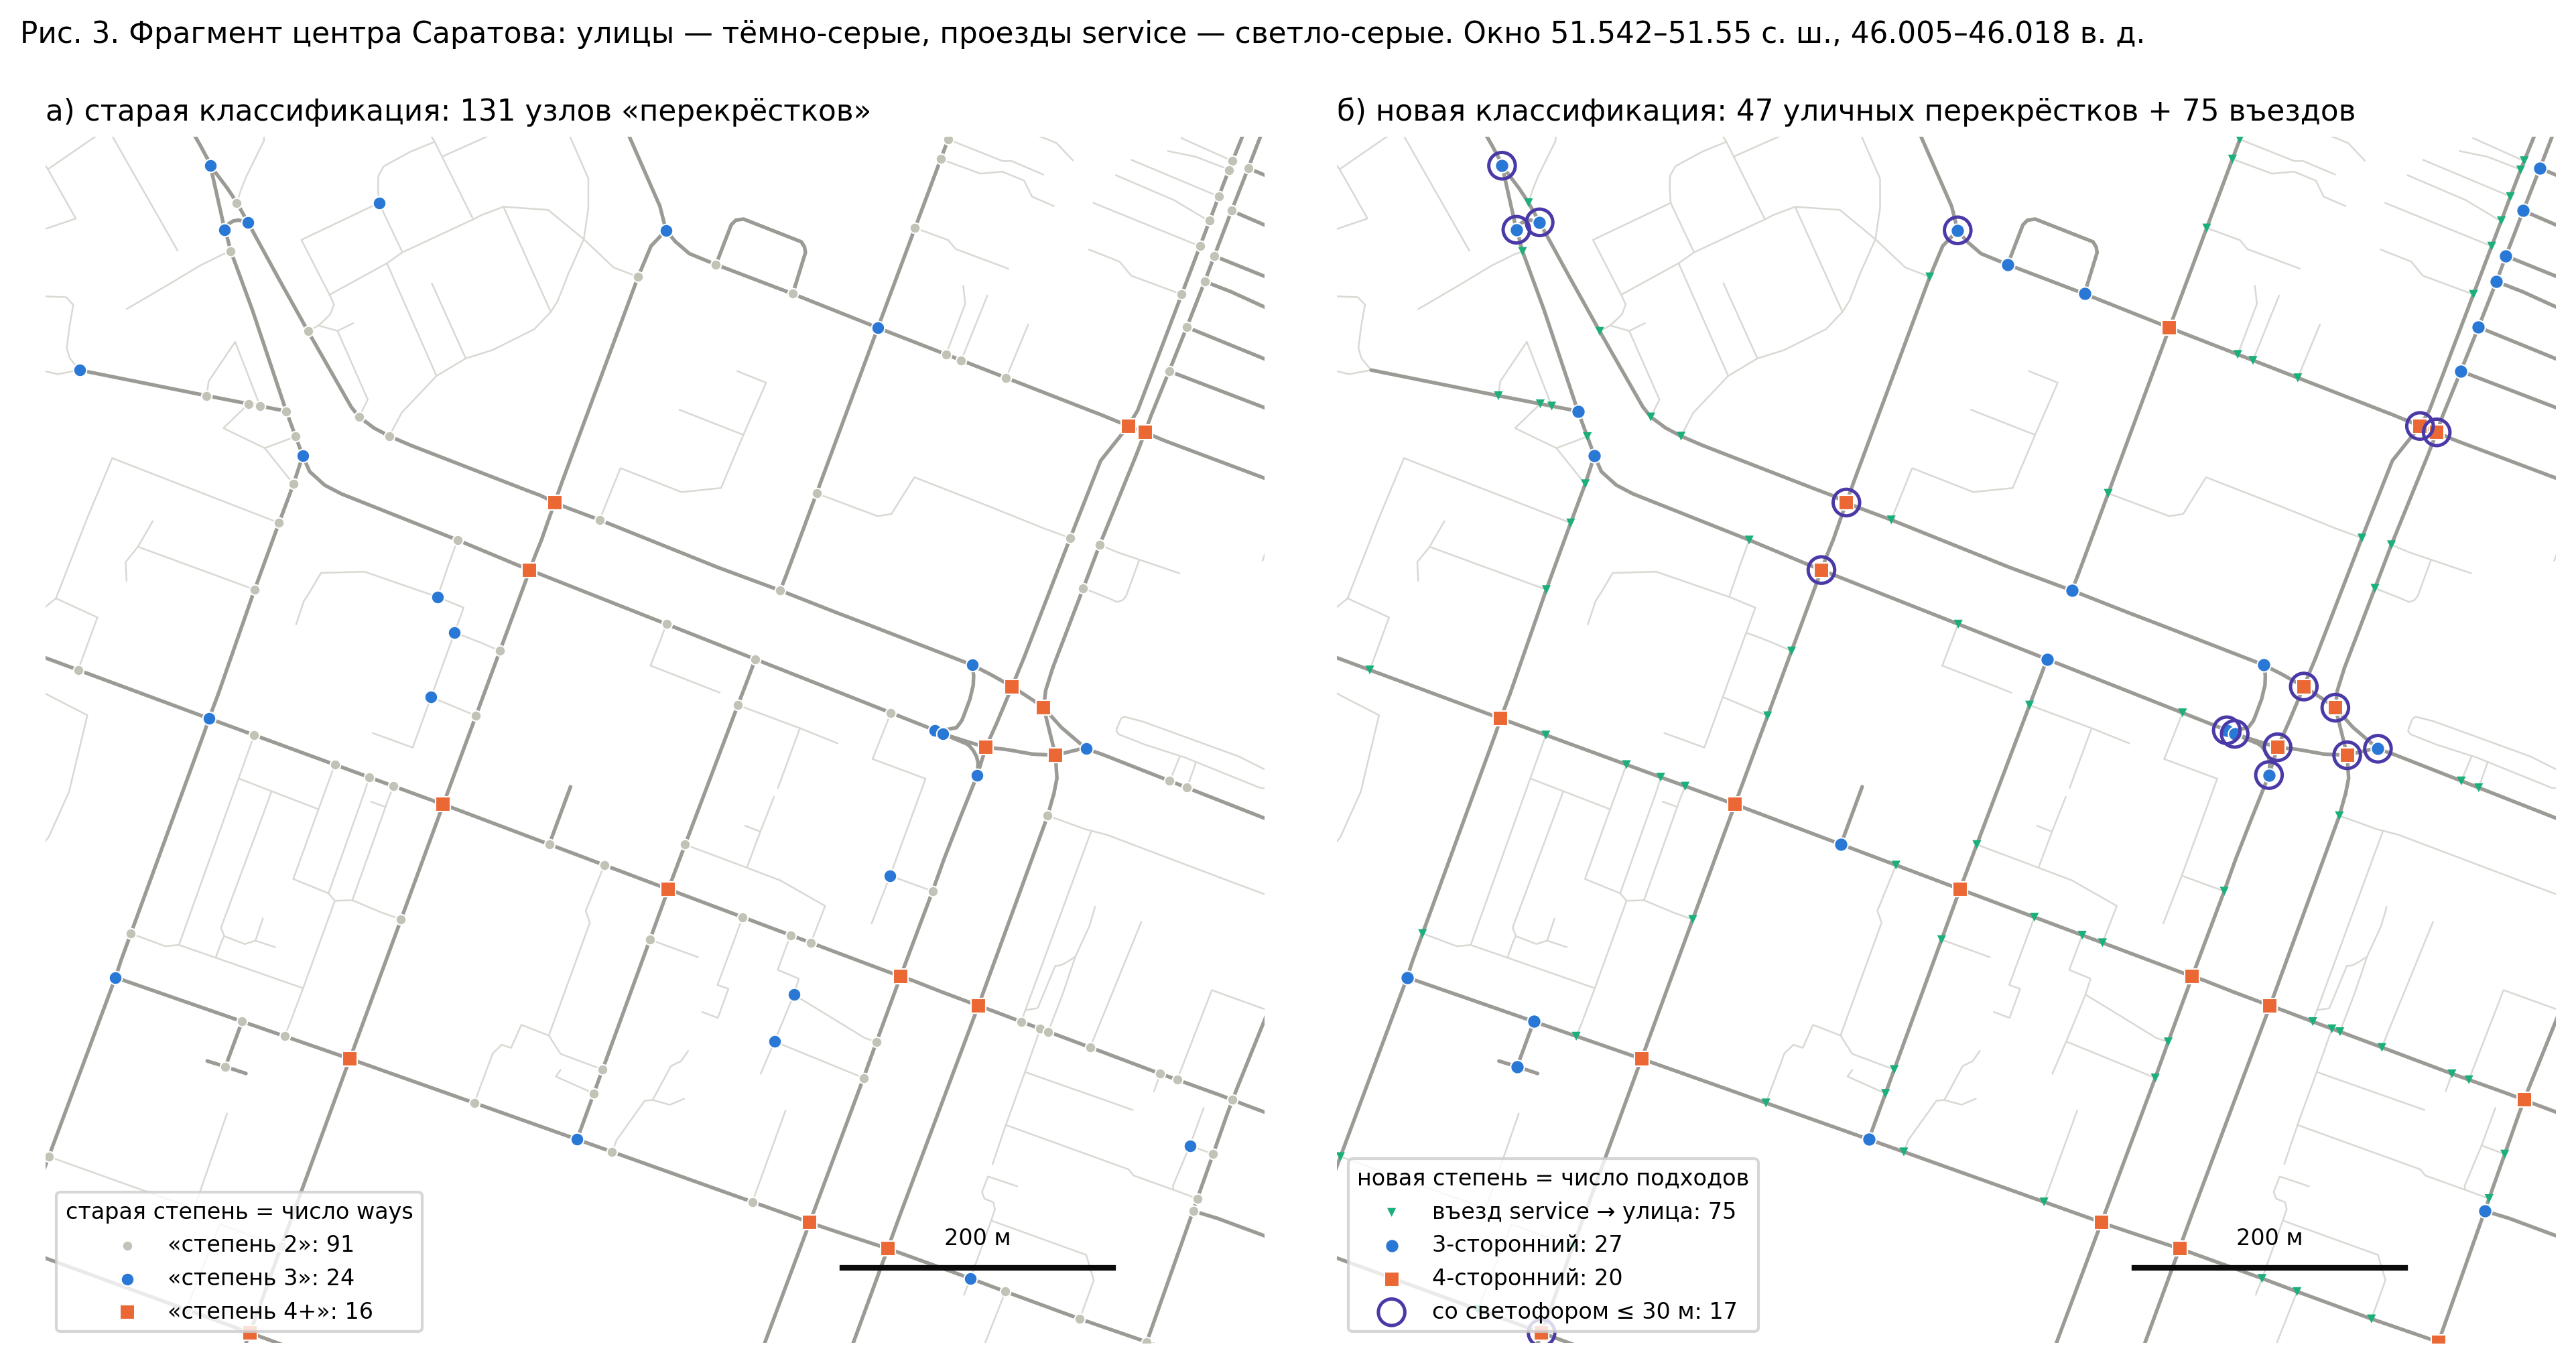 Рис. 3. Фрагмент центра Саратова: улицы — тёмно-серые, проезды service — светло-серые. Окно 51.542–51.55 с. ш., 46.005–46.018 в. д.
а) старая классификация: 131 узлов «перекрёстков»
старая степень = число ways
«степень 2»: 91
«степень 3»: 24
«степень 4+»: 16
200 м
б) новая классификация: 47 уличных перекрёстков + 75 въездов
новая степень = число подходов
въезд service → улица: 75
3-сторонний: 27
4-сторонний: 20
со светофором ≤ 30 м: 17
200 м